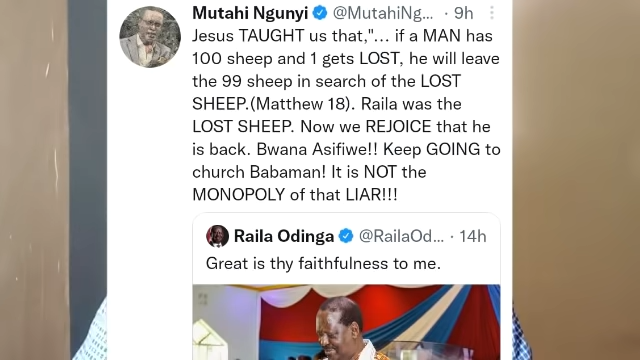 Mutahi Ngunyi @MutahiNg... · 9h
Jesus TAUGHT us that,"... if a MAN has
100 sheep and 1 gets LOST, he will leave
the 99 sheep in search of the LOST
SHEEP.(Matthew 18). Raila was the
LOST SHEEP. Now we REJOICE that he
is back. Bwana Asifiwe!! Keep GOING to
church Babaman! It is NOT the
MONOPOLY of that LIAR!!!
Raila Odinga @RailaOd... · 14h
Great is thy faithfulness to me.